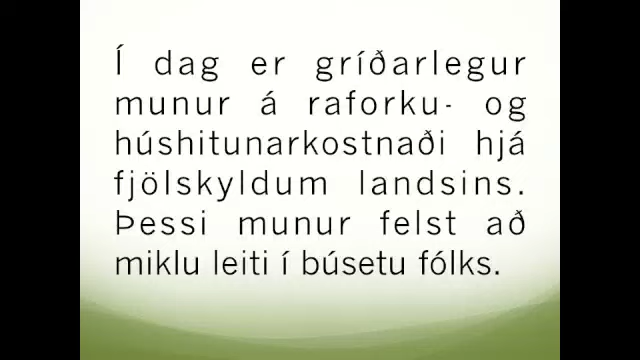 Í dag er gríðarlegur
munur á raforku- og
húshitunarkostnaði hjá
fjölskyldum landsins.
Þessi munur felst að
miklu leiti í búsetu fólks.